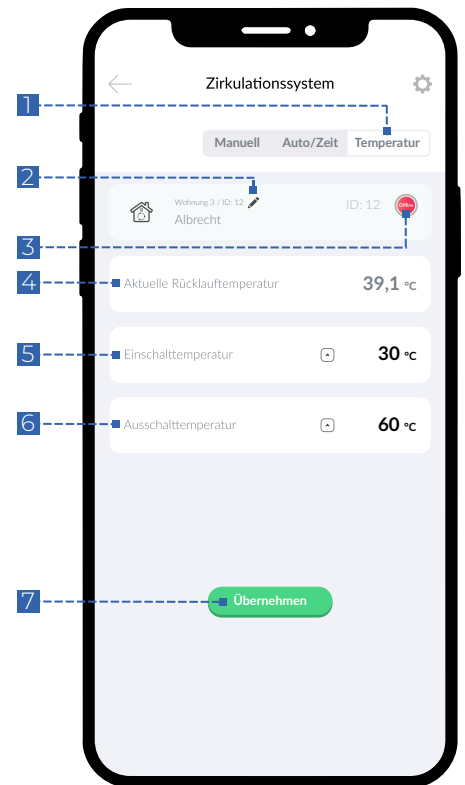 Zirkulationssystem
1
Manuell Auto/Zeit Temperatur
2
Wohnung 3 / ID: 12
Albrecht
ID: 12
Offline
3
4
Aktuelle Rücklauftemperatur 39,1 °C
5
Einschalttemperatur 30 °C
6
Ausschalttemperatur 60 °C
7
Übernehmen